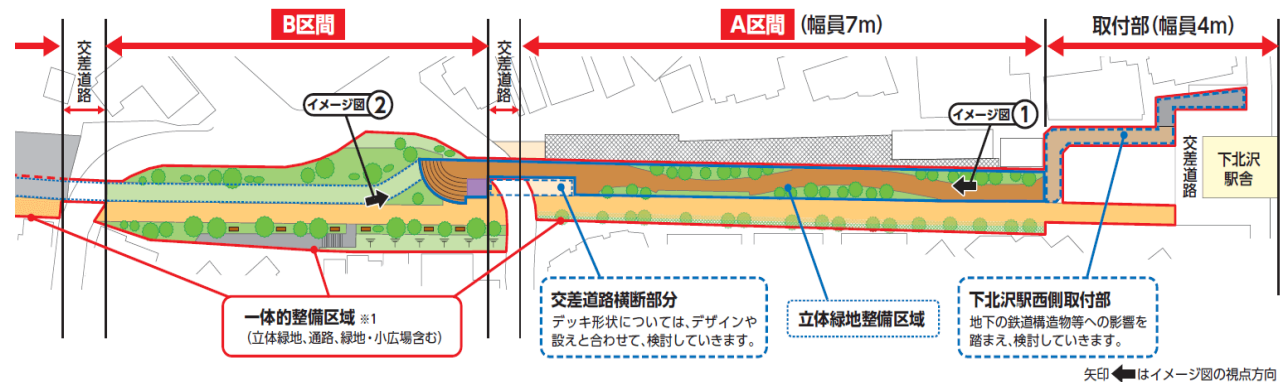 B区間
A区間 (幅員7m)
取付部(幅員4m)
交差道路
交差道路
イメージ図②
イメージ図①
交差道路
下北沢
駅舎
一体的整備区域 ※1
(立体緑地、通路、緑地・小広場含む)
交差道路横断部分
デッキ形状については、デザインや
設えと合わせて、検討していきます。
立体緑地整備区域
下北沢駅西側取付部
地下の鉄道構造物等への影響を
踏まえ、検討していきます。
矢印⬅はイメージ図の視点方向